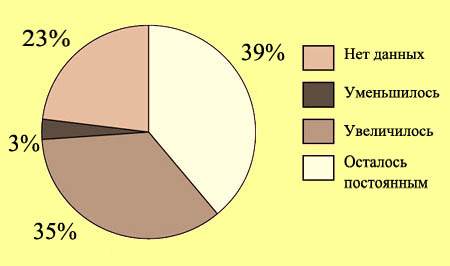 23%
39%
3%
35%
Нет данных
Уменьшилось
Увеличилось
Осталось
постоянным